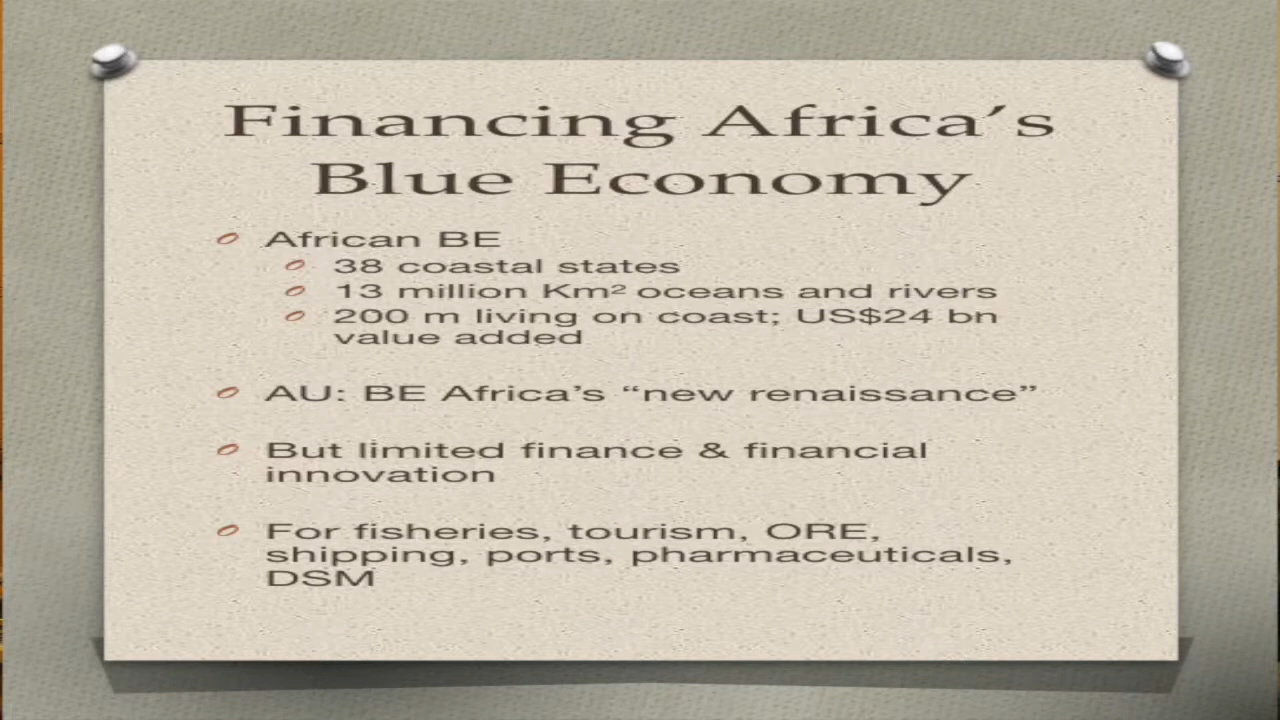 Financing Africa’s
Blue Economy
African BE
38 coastal states
13 million Km² oceans and rivers
200 m living on coast; US$24 bn
value added
AU: BE Africa’s “new renaissance”
But limited finance & financial
innovation
For fisheries, tourism, ORE,
shipping, ports, pharmaceuticals,
DSM